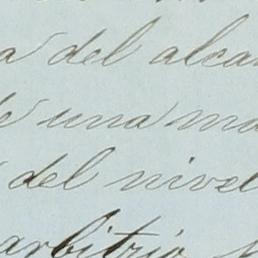 a del alca
de una ma
del nivel
arbitrio